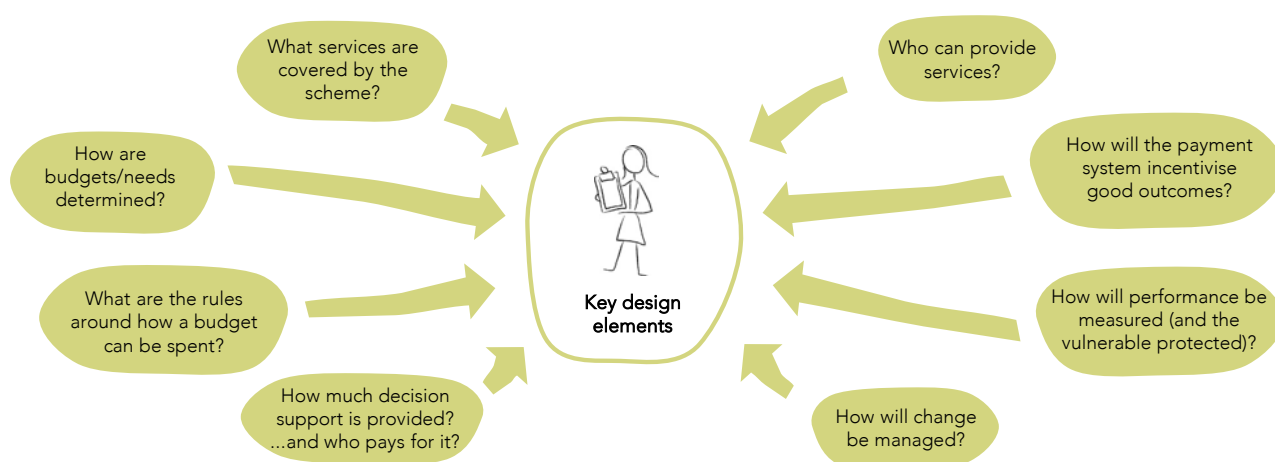 What services are
covered by the
scheme?
Who can provide
services?
How are
budgets/needs
determined?
How will the payment
system incentivise
good outcomes?
What are the rules
around how a budget
can be spent?
Key design
elements
How will performance be
measured (and the
vulnerable protected)?
How much decision
support is provided?
...and who pays for it?
How will change
be managed?